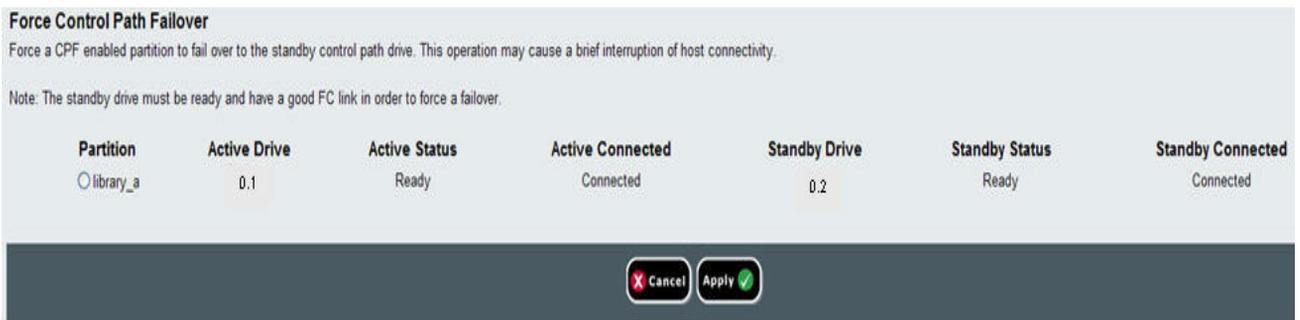 Force Control Path Failover
Force a CPF enabled partition to fail over to the standby control path drive. This operation may cause a brief interruption of host connectivity.
Note: The standby drive must be ready and have a good FC link in order to force a failover.
Partition Active Drive Active Status Active Connected Standby Drive Standby Status Standby Connected
library_a 0.1 Ready Connected 0.2 Ready Connected
Cancel Apply